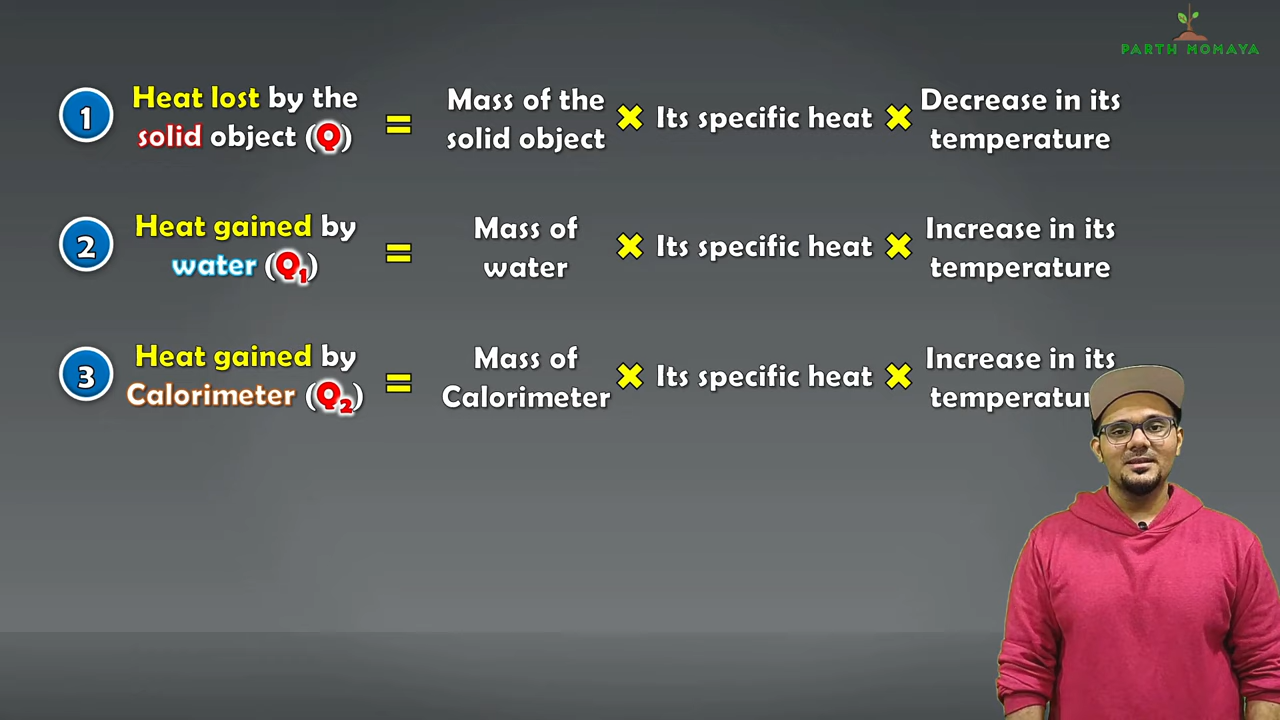 PARTH MOMAYA
1 Heat lost by the solid object (Q) = Mass of the solid object × Its specific heat × Decrease in its temperature
2 Heat gained by water (Q1) = Mass of water × Its specific heat × Increase in its temperature
3 Heat gained by Calorimeter (Q2) = Mass of Calorimeter × Its specific heat × Increase in its temperatu